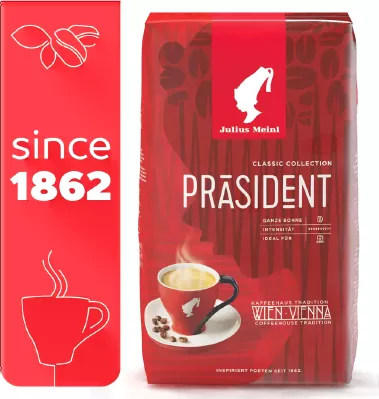 since
1862
Julius Meinl
CLASSIC COLLECTION
PRÄSIDENT
GANZE BOHNE
INTENSITÄT
IDEAL FÜR
KAFFEEHAUS TRADITION
WIEN-VIENNA
COFFEEHOUSE TRADITION
INSPIRIERT POETEN SEIT 1862